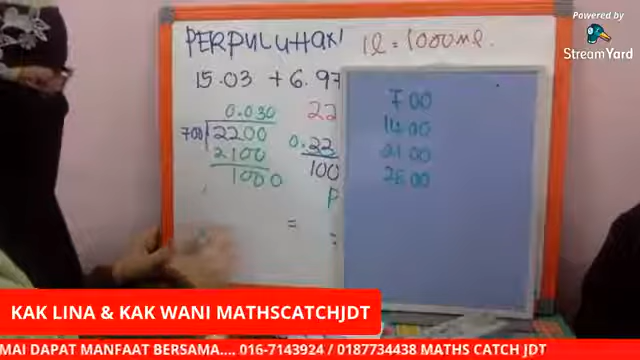 Powered by
StreamYard
PERPULUHAN
1l = 1000ml.
15.03 + 6.97
700
1400
2100
2800
0.030
22
700 2200
0.22
2100
100
1000
P
=
=
KAK LINA & KAK WANI MATHSCATCHJDT
MAI DAPAT MANFAAT BERSAMA.... 016-7143924 / 0187734438 MATHS CATCH JDT